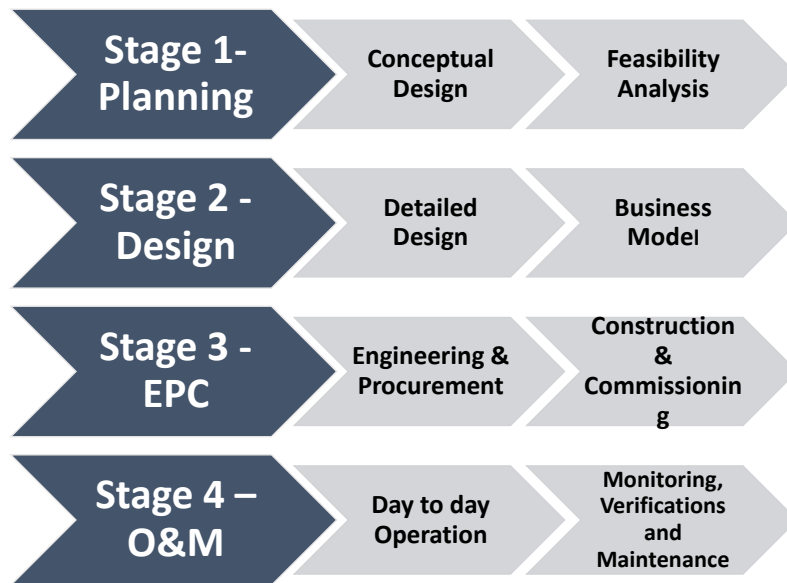 Stage 1-
Planning
Conceptual
Design
Feasibility
Analysis
Stage 2 -
Design
Detailed
Design
Business
Model
Stage 3 -
EPC
Engineering &
Procurement
Construction
&
Commissionin
g
Stage 4 –
O&M
Day to day
Operation
Monitoring,
Verifications
and
Maintenance